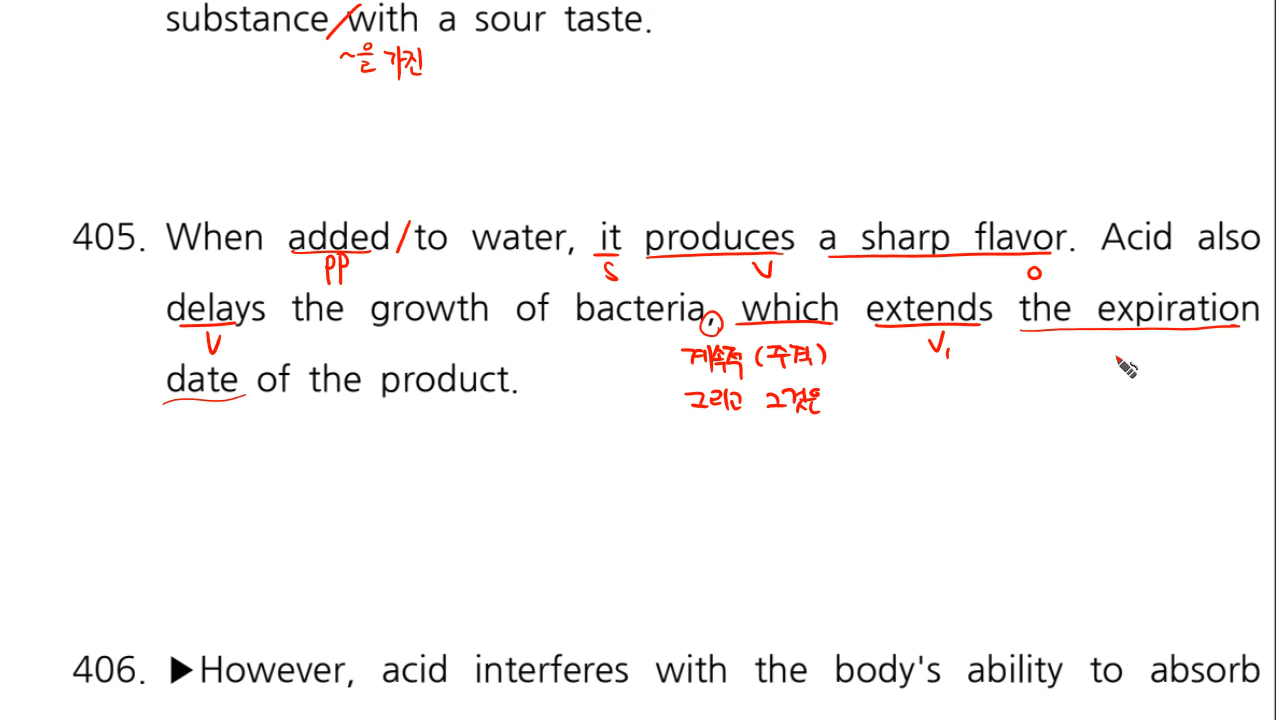 substance with a sour taste.
~을 가진
405. When added/to water, it produces a sharp flavor. Acid also
PP S V O
delays the growth of bacteria, which extends the expiration
V 계속적 (주격) V₁
date of the product. 그리고 그것은
406. ▶However, acid interferes with the body's ability to absorb